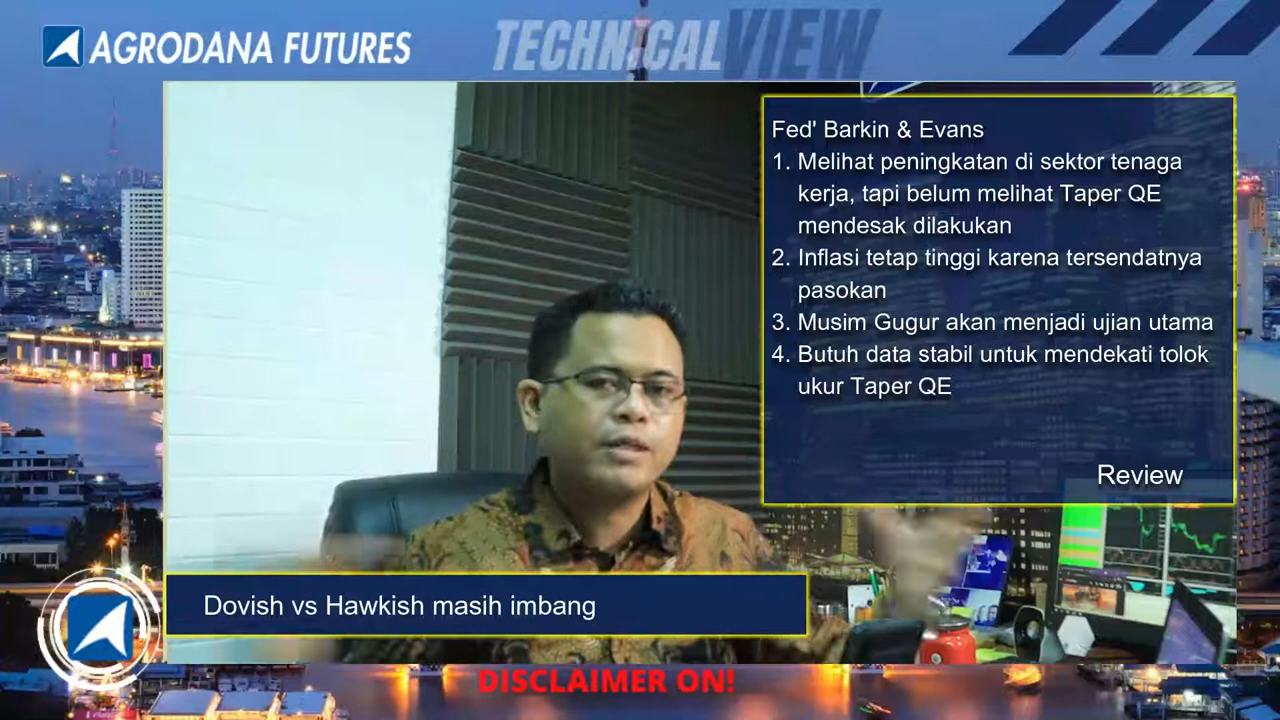 AGRODANA FUTURES
TECHNICAL VIEW
Fed' Barkin & Evans
1. Melihat peningkatan di sektor tenaga
kerja, tapi belum melihat Taper QE
mendesak dilakukan
2. Inflasi tetap tinggi karena tersendatnya
pasokan
3. Musim Gugur akan menjadi ujian utama
4. Butuh data stabil untuk mendekati tolok
ukur Taper QE
Review
Dovish vs Hawkish masih imbang
DISCLAIMER ON!